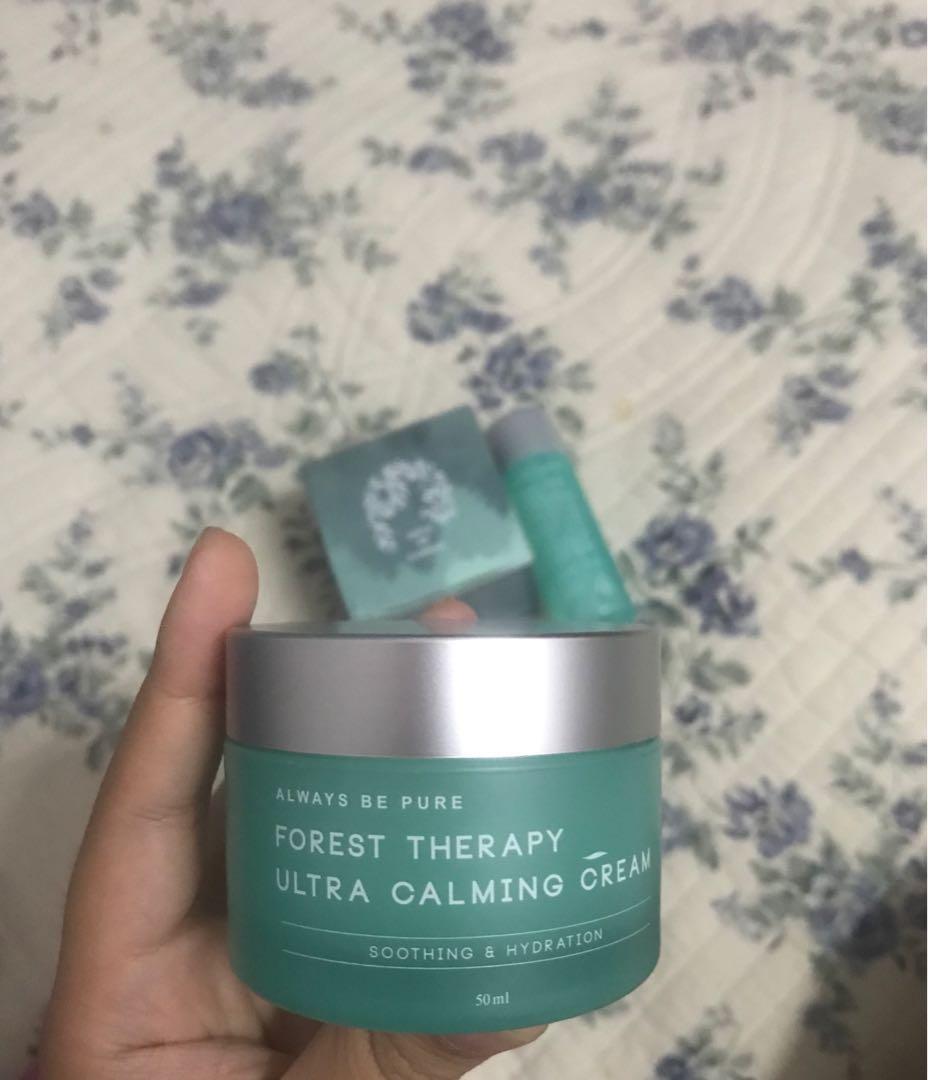 ALWAYS BE PURE
FOREST THERAPY
ULTRA CALMING CREAM
SOOTHING & HYDRATION
50ml